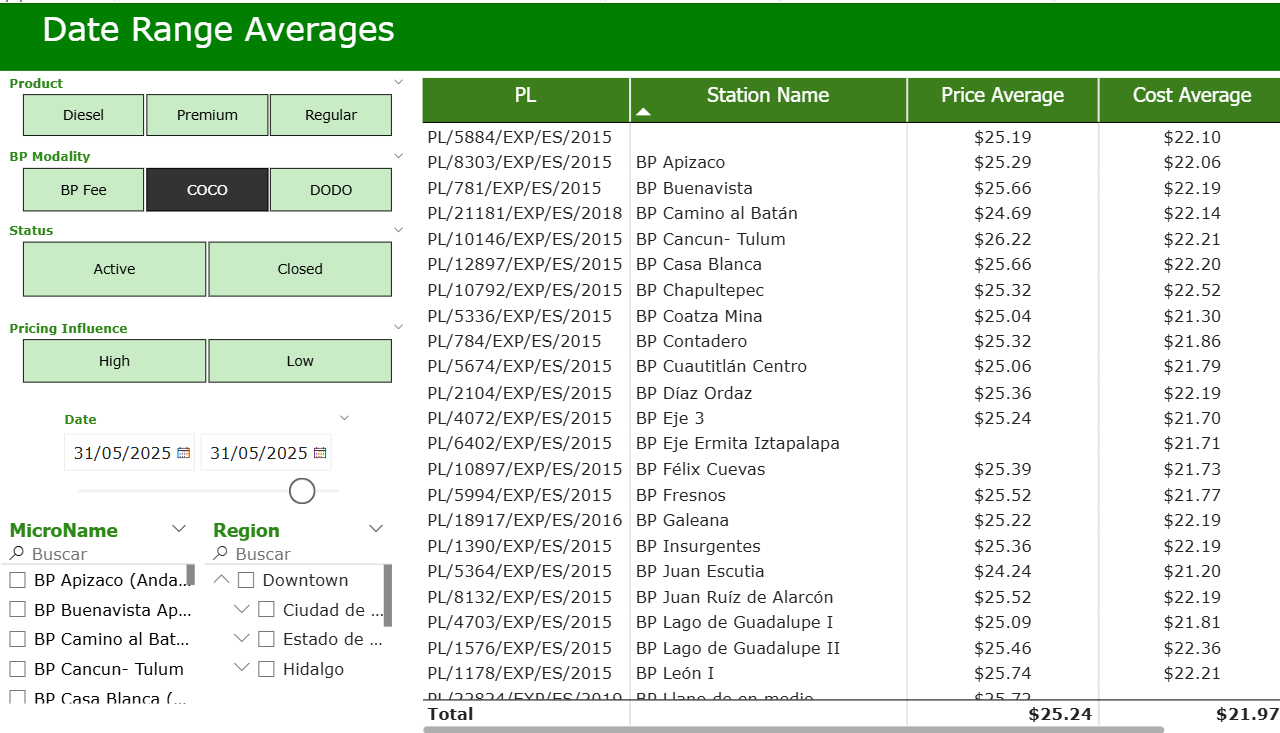 Date Range Averages
Product
Diesel Premium Regular
BP Modality
BP Fee COCO DODO
Status
Active Closed
Pricing Influence
High Low
Date
31/05/2025 31/05/2025
MicroName
Buscar
BP Apizaco (Anda...
BP Buenavista Ap...
BP Camino al Bat...
BP Cancun- Tulum
BP Casa Blanca (...
Region
Buscar
Downtown
Ciudad de ...
Estado de ...
Hidalgo
PL Station Name Price Average Cost Average
PL/5884/EXP/ES/2015 $25.19 $22.10
PL/8303/EXP/ES/2015 BP Apizaco $25.29 $22.06
PL/781/EXP/ES/2015 BP Buenavista $25.66 $22.19
PL/21181/EXP/ES/2018 BP Camino al Batán $24.69 $22.14
PL/10146/EXP/ES/2015 BP Cancun- Tulum $26.22 $22.21
PL/12897/EXP/ES/2015 BP Casa Blanca $25.66 $22.20
PL/10792/EXP/ES/2015 BP Chapultepec $25.32 $22.52
PL/5336/EXP/ES/2015 BP Coatza Mina $25.04 $21.30
PL/784/EXP/ES/2015 BP Contadero $25.32 $21.86
PL/5674/EXP/ES/2015 BP Cuautitlán Centro $25.06 $21.79
PL/2104/EXP/ES/2015 BP Díaz Ordaz $25.36 $22.19
PL/4072/EXP/ES/2015 BP Eje 3 $25.24 $21.70
PL/6402/EXP/ES/2015 BP Eje Ermita Iztapalapa $21.71
PL/10897/EXP/ES/2015 BP Félix Cuevas $25.39 $21.73
PL/5994/EXP/ES/2015 BP Fresnos $25.52 $21.77
PL/18917/EXP/ES/2016 BP Galeana $25.22 $22.19
PL/1390/EXP/ES/2015 BP Insurgentes $25.36 $22.19
PL/5364/EXP/ES/2015 BP Juan Escutia $24.24 $21.20
PL/8132/EXP/ES/2015 BP Juan Ruíz de Alarcón $25.52 $22.19
PL/4703/EXP/ES/2015 BP Lago de Guadalupe I $25.09 $21.81
PL/1576/EXP/ES/2015 BP Lago de Guadalupe II $25.46 $22.36
PL/1178/EXP/ES/2015 BP León I $25.74 $22.21
BP Llano de en medio $25.72
Total $25.24 $21.97